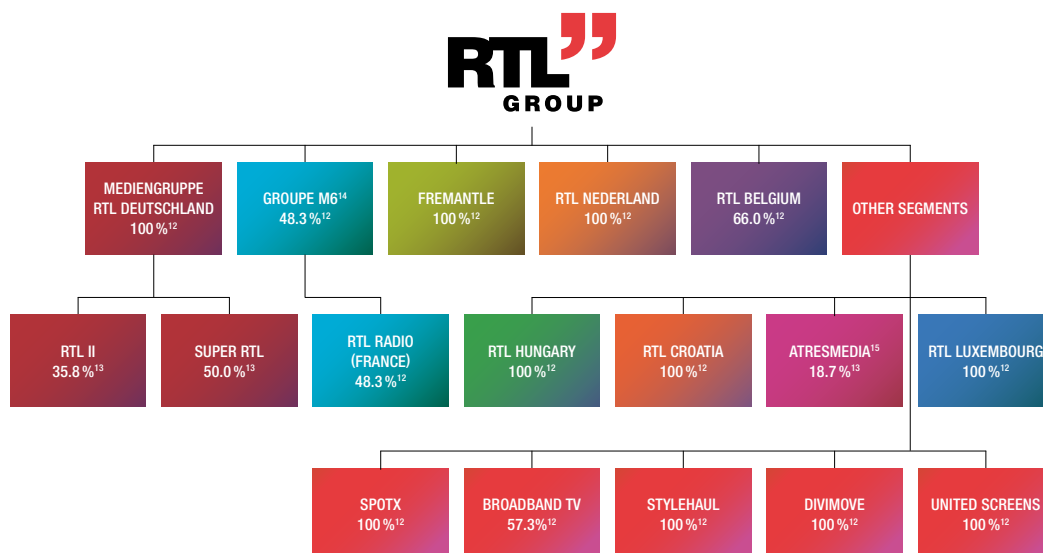 RTL
GROUP
MEDIENGRUPPE
RTL DEUTSCHLAND
100 %¹²
GROUPE M6¹⁴
48.3 %¹²
FREMANTLE
100 %¹²
RTL NEDERLAND
100 %¹²
RTL BELGIUM
66.0 %¹²
OTHER SEGMENTS
RTL II
35.8 %¹³
SUPER RTL
50.0 %¹³
RTL RADIO
(FRANCE)
48.3 %¹²
RTL HUNGARY
100 %¹²
RTL CROATIA
100 %¹²
ATRESMEDIA¹⁵
18.7 %¹³
RTL LUXEMBOURG
100 %¹²
SPOTX
100 %¹²
BROADBAND TV
57.3%¹²
STYLEHAUL
100 %¹²
DIVIMOVE
100 %¹²
UNITED SCREENS
100 %¹²